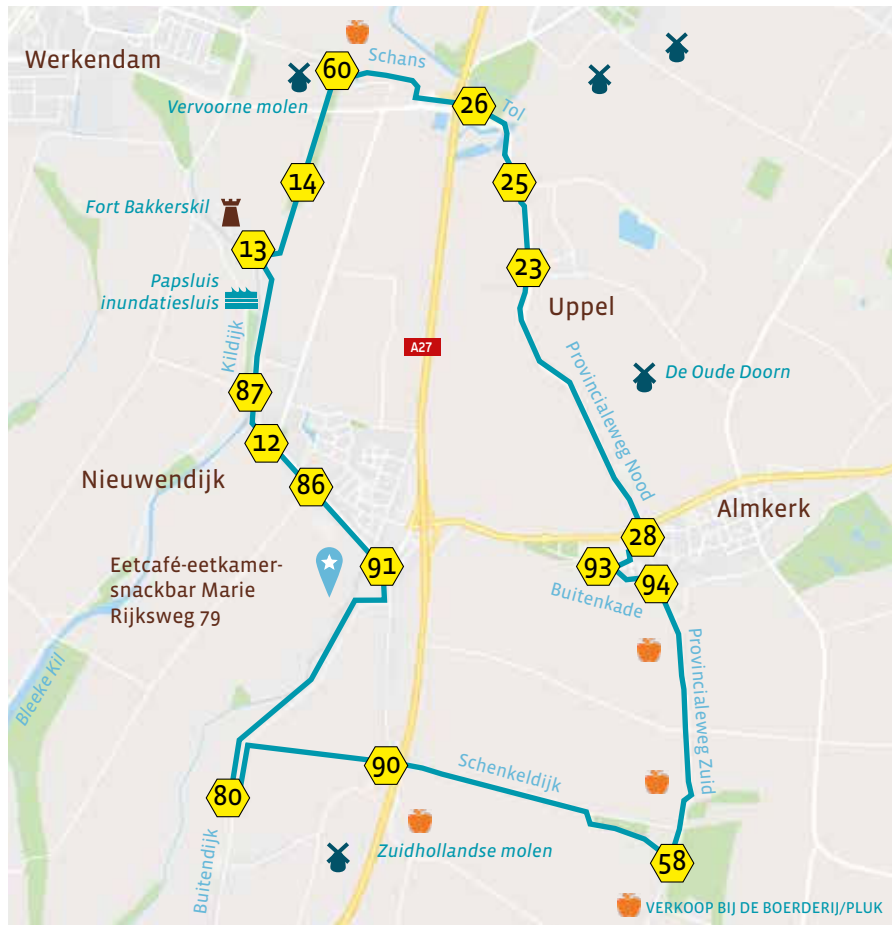 Werkendam
60
Schans
Vervoorne molen
26
Tol
14
25
Fort Bakkerskil
13
23
Papsluis
inundatiesluis
Uppel
A27
Kildijk
De Oude Doorn
87
Provincialeweg Nood
12
Nieuwendijk
86
Almkerk
28
Eetcafé-eetkamer-
snackbar Marie
Rijksweg 79
91
93
94
Buitenkade
Bleeke Kil
Provincialeweg Zuid
90
Schenkeldijk
80
Buitendijk
Zuidhollandse molen
58
VERKOOP BIJ DE BOERDERIJ/PLUK